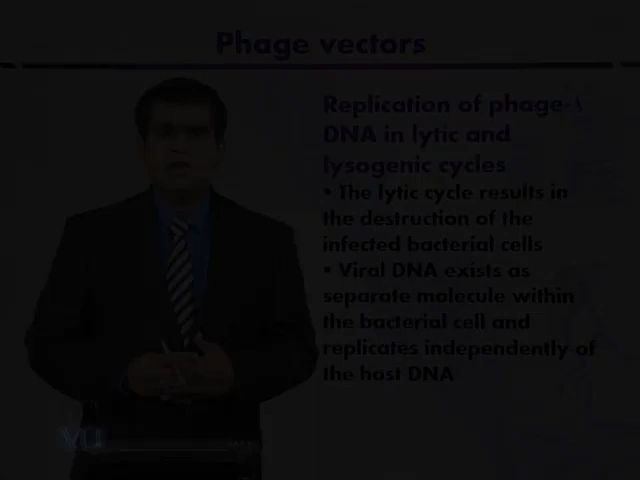 Phage vectors
Replication of phage-λ
DNA in lytic and
lysogenic cycles
• The lytic cycle results in
the destruction of the
infected bacterial cells
• Viral DNA exists as
separate molecule within
the bacterial cell and
replicates independently of
the host DNA
VU